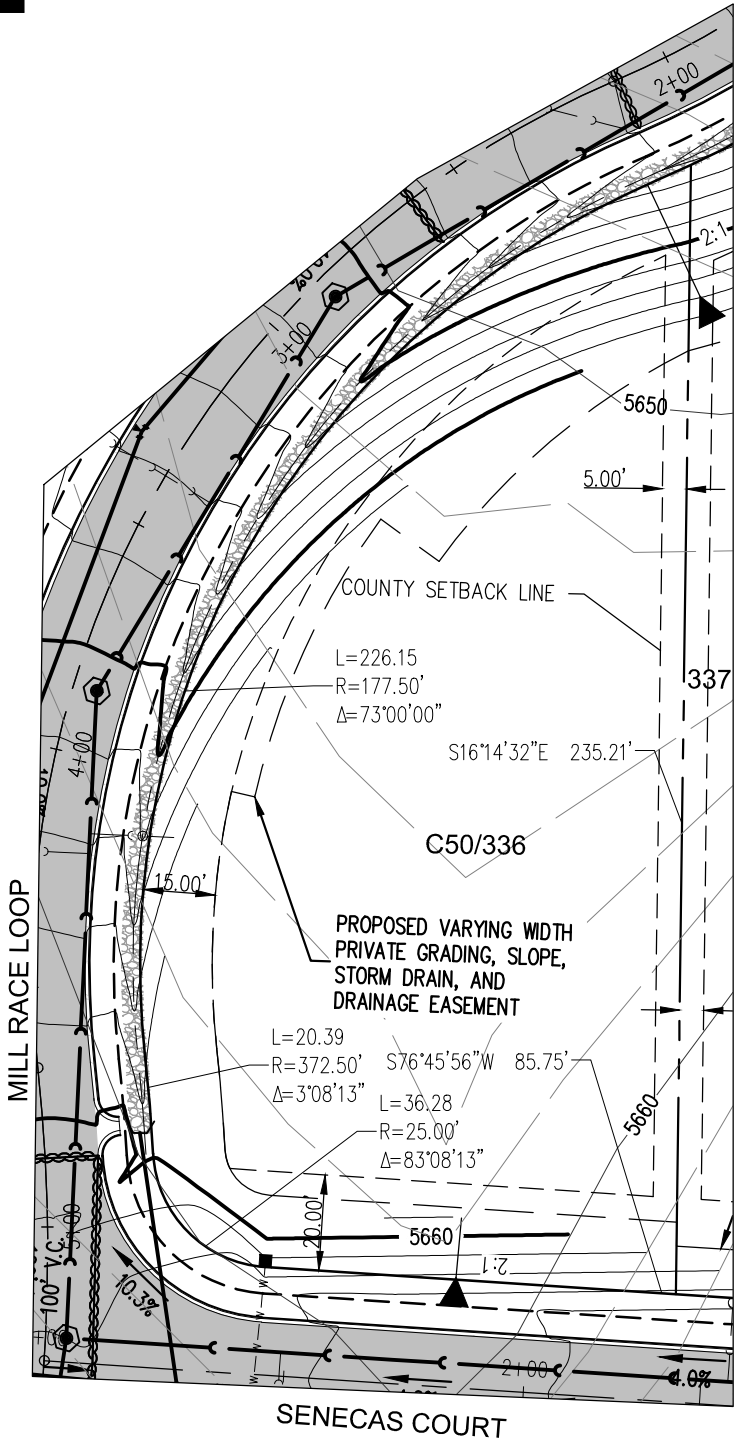 2+00
2:1
3+00
5650
5.00'
COUNTY SETBACK LINE
L=226.15
R=177.50'
Δ=73°00'00"
337
S16°14'32"E 235.21'
4+00
C50/336
15.00'
PROPOSED VARYING WIDTH
PRIVATE GRADING, SLOPE,
STORM DRAIN, AND
DRAINAGE EASEMENT
MILL RACE LOOP
L=20.39
R=372.50'
Δ=3°08'13"
S76°45'56"W 85.75'
L=36.28
R=25.00'
Δ=83°08'13"
5660
20.00'
5660
2:1
5+00
100' V.C.
10.3%
2+00
4.0%
SENECAS COURT